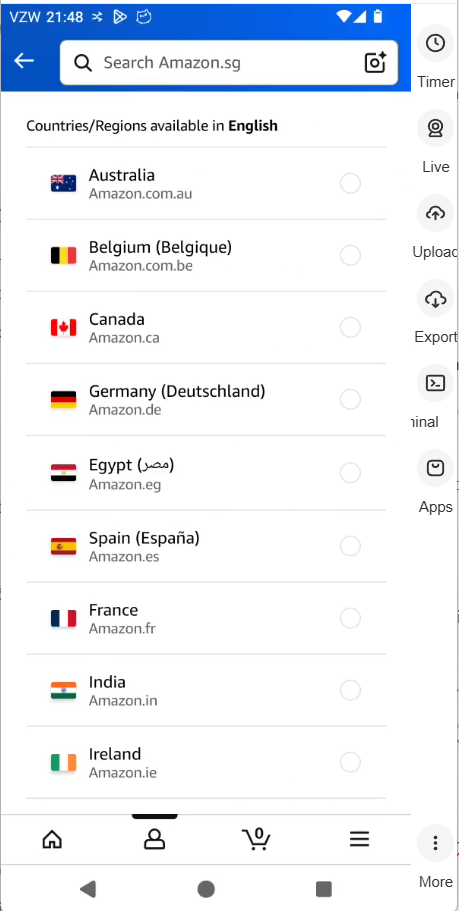 VZW 21:48
Search Amazon.sg
Countries/Regions available in English
Australia
Amazon.com.au
Belgium (Belgique)
Amazon.com.be
Canada
Amazon.ca
Germany (Deutschland)
Amazon.de
Egypt (مصر)
Amazon.eg
Spain (España)
Amazon.es
France
Amazon.fr
India
Amazon.in
Ireland
Amazon.ie
0
Timer
Live
Upload
Export
minal
Apps
More